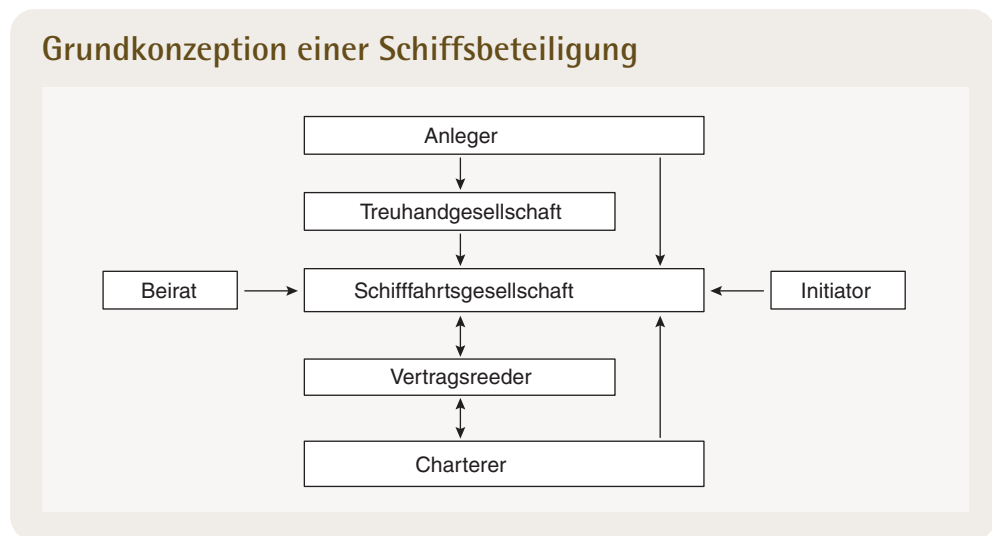 Grundkonzeption einer Schiffsbeteiligung
Anleger
Treuhandgesellschaft
Beirat
Schifffahrtsgesellschaft
Initiator
Vertragsreeder
Charterer